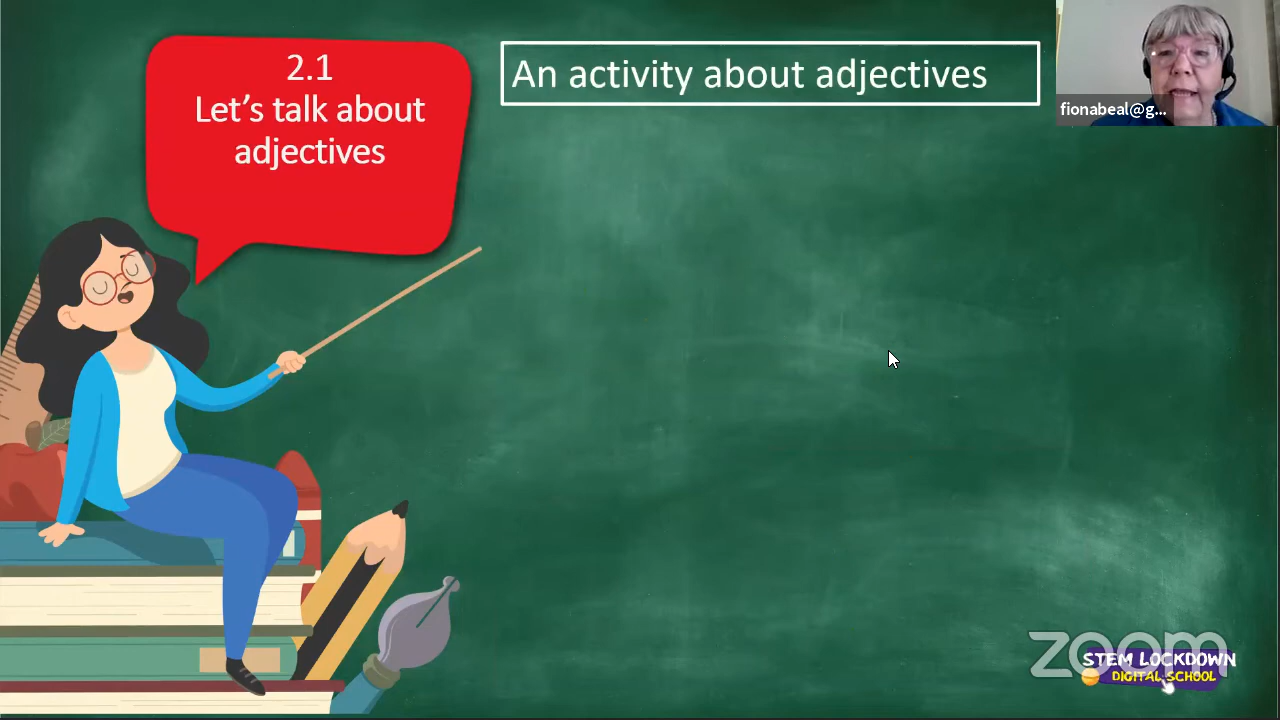 2.1
Let's talk about
adjectives
An activity about adjectives
fionabeal@g...
zoom
STEM LOCKDOWN
DIGITAL SCHOOL